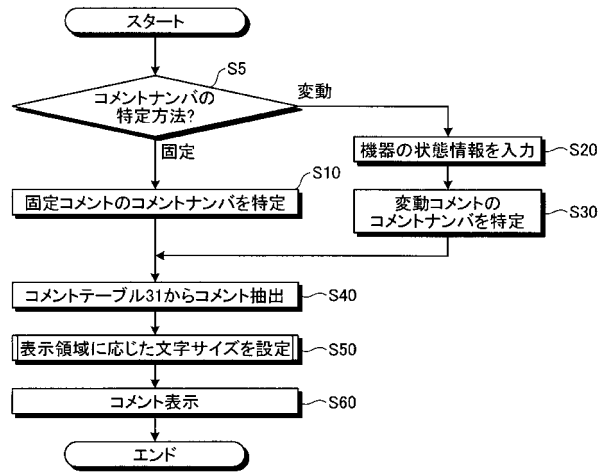 スタート
S5
コメントナンバの
特定方法?
変動
固定
機器の状態情報を入力
S20
S10
固定コメントのコメントナンバを特定
変動コメントの
コメントナンバを特定
S30
コメントテーブル31からコメント抽出
S40
表示領域に応じた文字サイズを設定
S50
コメント表示
S60
エンド